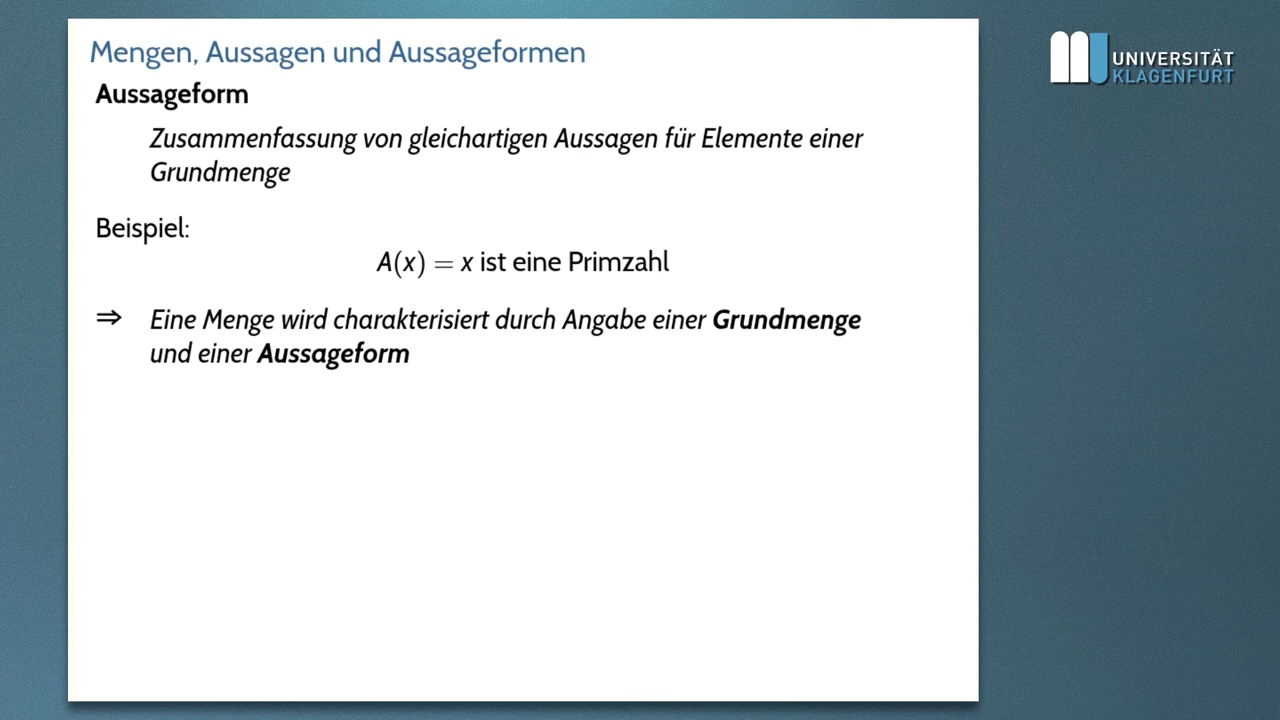 Mengen, Aussagen und Aussageformen
Aussageform
Zusammenfassung von gleichartigen Aussagen für Elemente einer
Grundmenge
Beispiel:
A(x) = x ist eine Primzahl
⇒ Eine Menge wird charakterisiert durch Angabe einer Grundmenge
und einer Aussageform
UNIVERSITÄT
KLAGENFURT